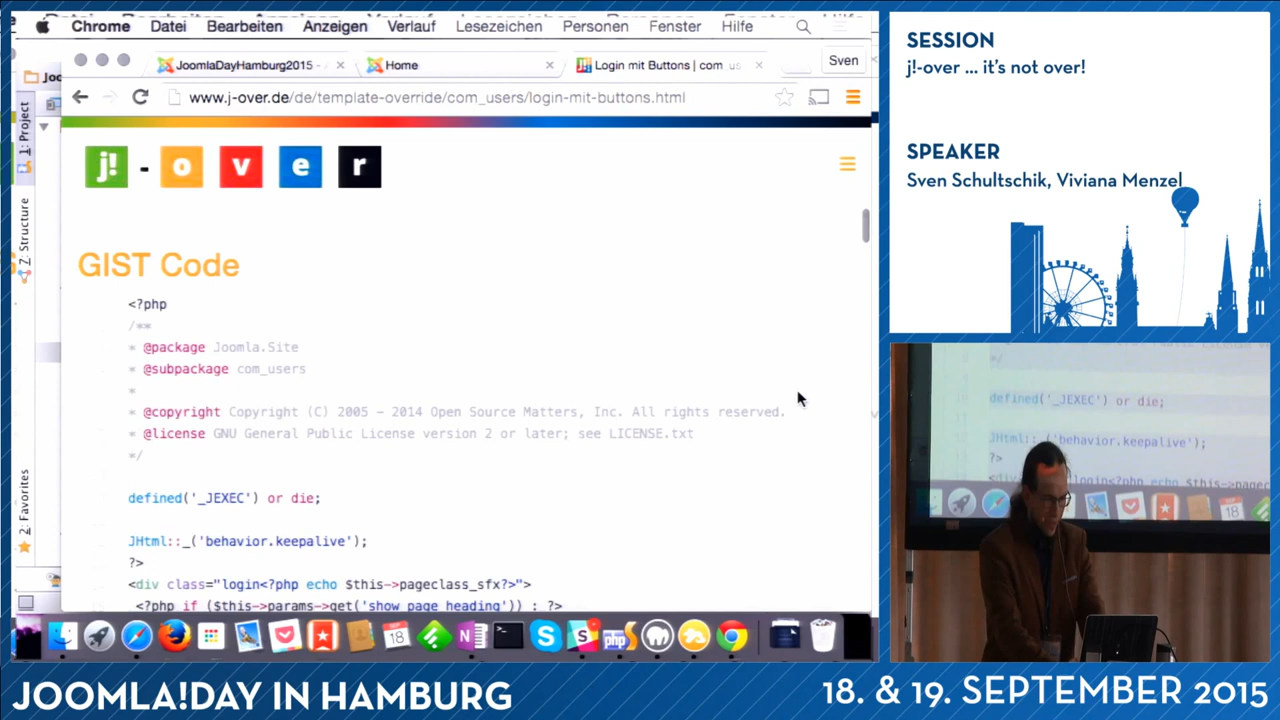 Chrome Datei Bearbeiten Anzeigen Verlauf Lesezeichen Personen Fenster Hilfe
JoomlaDayHamburg2015 -
Home
Login mit Buttons | com_us
Sven
www.j-over.de/de/template-override/com_users/login-mit-buttons.html
1: Project
7: Structure
2: Favorites
j! - o v e r
GIST Code
<?php
/**
* @package Joomla.Site
* @subpackage com_users
*
* @copyright Copyright (C) 2005 - 2014 Open Source Matters, Inc. All rights reserved.
* @license GNU General Public License version 2 or later; see LICENSE.txt
*/
defined('_JEXEC') or die;
JHtml::_('behavior.keepalive');
?>
<div class="login<?php echo $this->pageclass_sfx?>">
<?php if ($this->params->get('show_page_heading')) : ?>
18
SESSION
j!-over ... it's not over!
SPEAKER
Sven Schultschik, Viviana Menzel
*/
defined('_JEXEC') or die;
JHtml::_('behavior.keepalive');
?>
18
JOOMLA!DAY IN HAMBURG
18. & 19. SEPTEMBER 2015